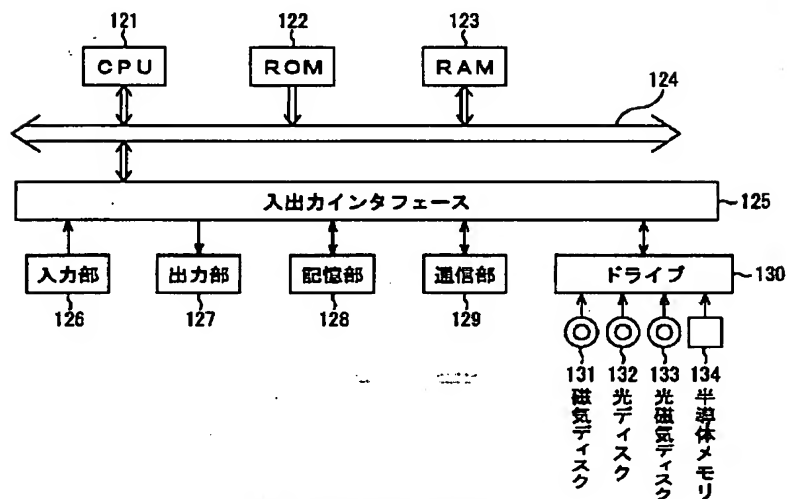 121 122 123
CPU ROM RAM
124
入出力インタフェース 125
入力部 出力部 記憶部 通信部 ドライブ 130
126 127 128 129
131 132 133 134
磁気ディスク
光ディスク
光磁気ディスク
半導体メモリ